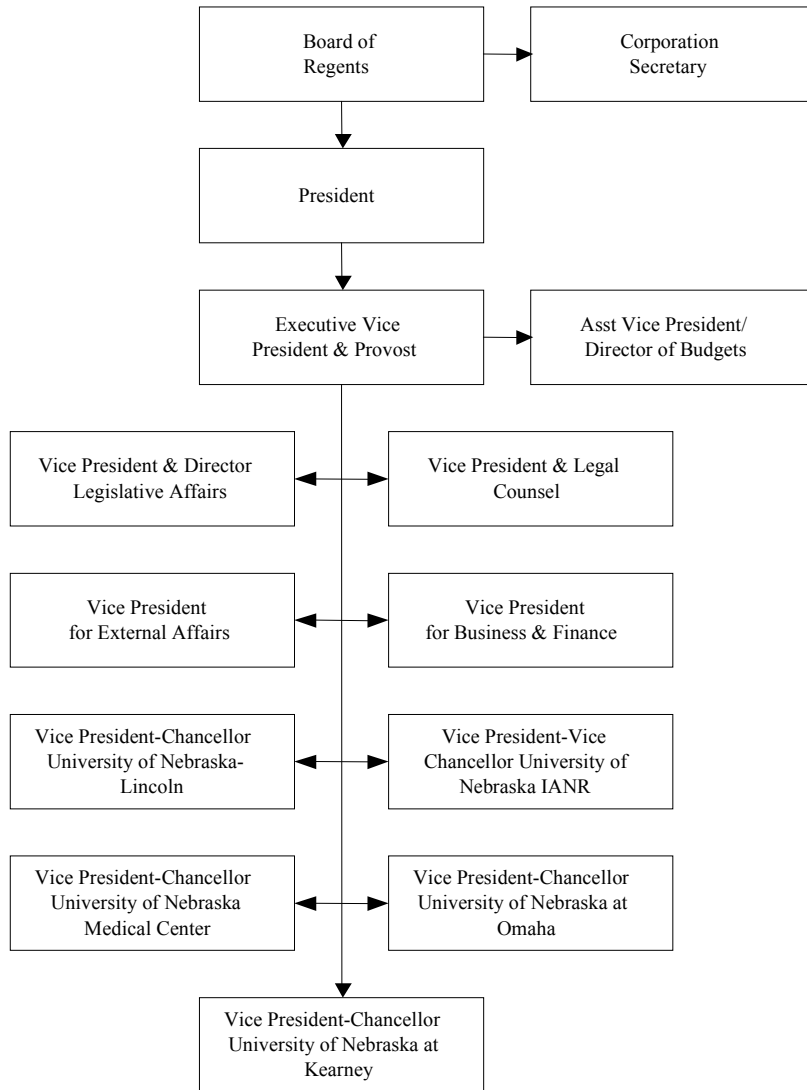 Board of
Regents
Corporation
Secretary
President
Executive Vice
President & Provost
Asst Vice President/
Director of Budgets
Vice President & Director
Legislative Affairs
Vice President & Legal
Counsel
Vice President
for External Affairs
Vice President
for Business & Finance
Vice President-Chancellor
University of Nebraska-
Lincoln
Vice President-Vice
Chancellor University of
Nebraska IANR
Vice President-Chancellor
University of Nebraska
Medical Center
Vice President-Chancellor
University of Nebraska at
Omaha
Vice President-Chancellor
University of Nebraska at
Kearney